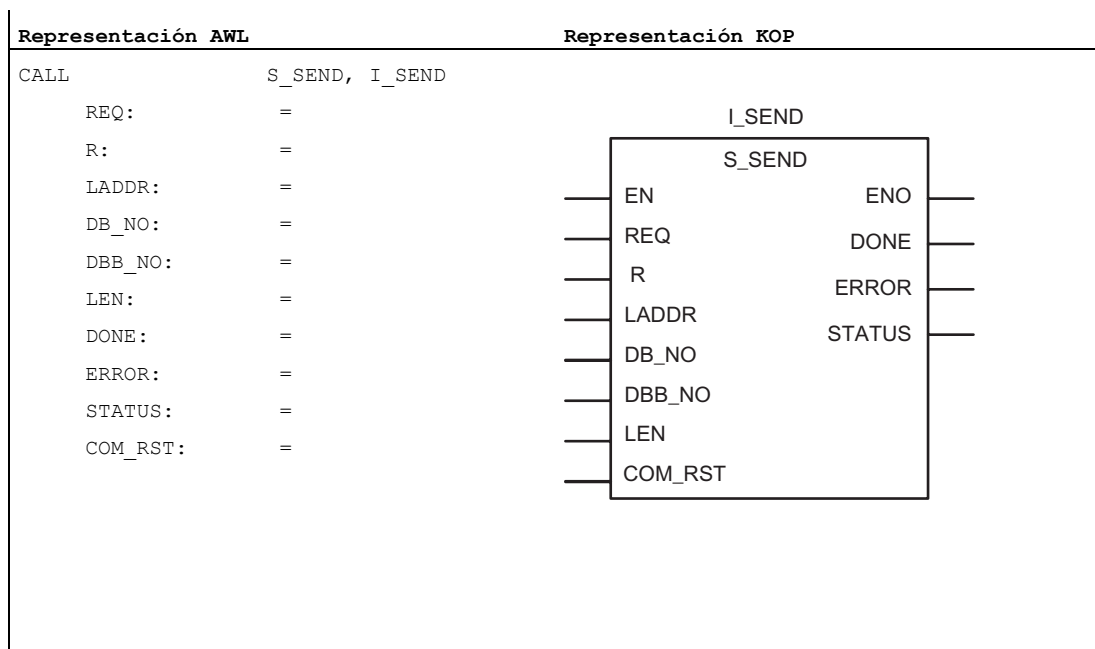 Representación AWL
Representación KOP
CALL S_SEND, I_SEND
REQ: =
R: =
LADDR: =
DB_NO: =
DBB_NO: =
LEN: =
DONE: =
ERROR: =
STATUS: =
COM_RST: =
I_SEND
S_SEND
EN ENO
REQ DONE
R ERROR
LADDR STATUS
DB_NO
DBB_NO
LEN
COM_RST